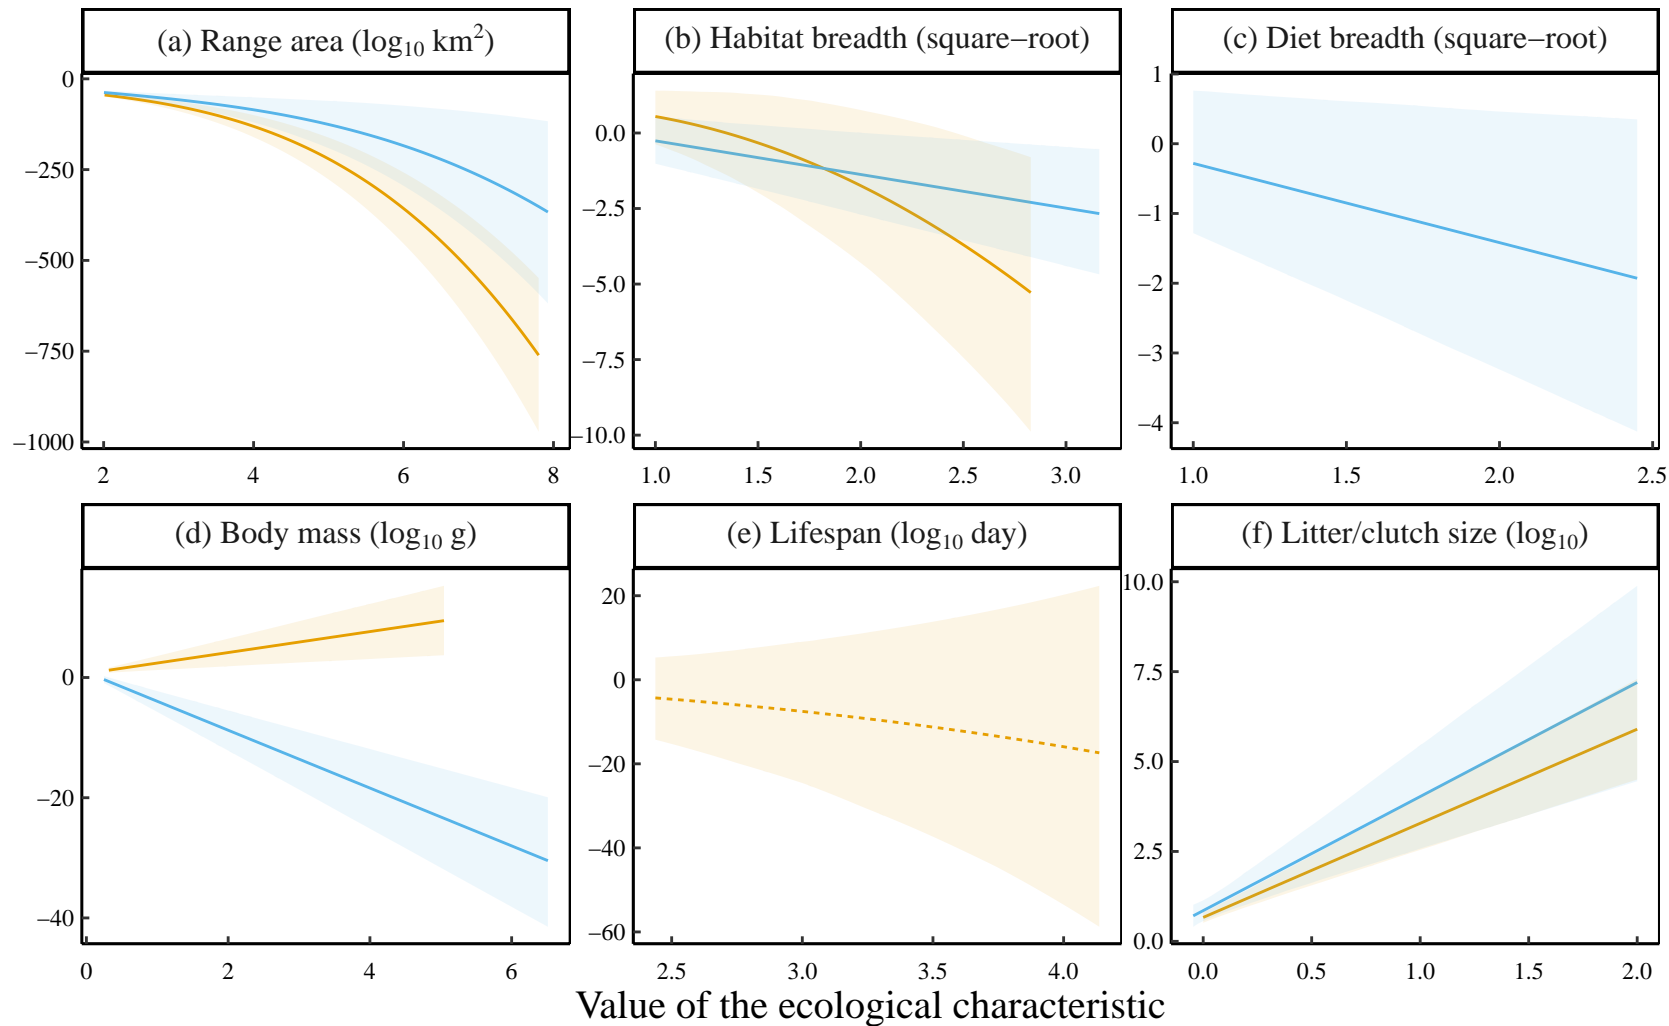 (a) Range area (log₁₀ km²)
(b) Habitat breadth (square−root)
(c) Diet breadth (square−root)
0
−250
−500
−750
−1000
2 4 6 8
0.0
−2.5
−5.0
−7.5
−10.0
1.0 1.5 2.0 2.5 3.0
1
0
−1
−2
−3
−4
1.0 1.5 2.0 2.5
(d) Body mass (log₁₀ g)
(e) Lifespan (log₁₀ day)
(f) Litter/clutch size (log₁₀)
0
−20
−40
0 2 4 6
20
0
−20
−40
−60
2.5 3.0 3.5 4.0
10.0
7.5
5.0
2.5
0.0
0.0 0.5 1.0 1.5 2.0
Value of the ecological characteristic